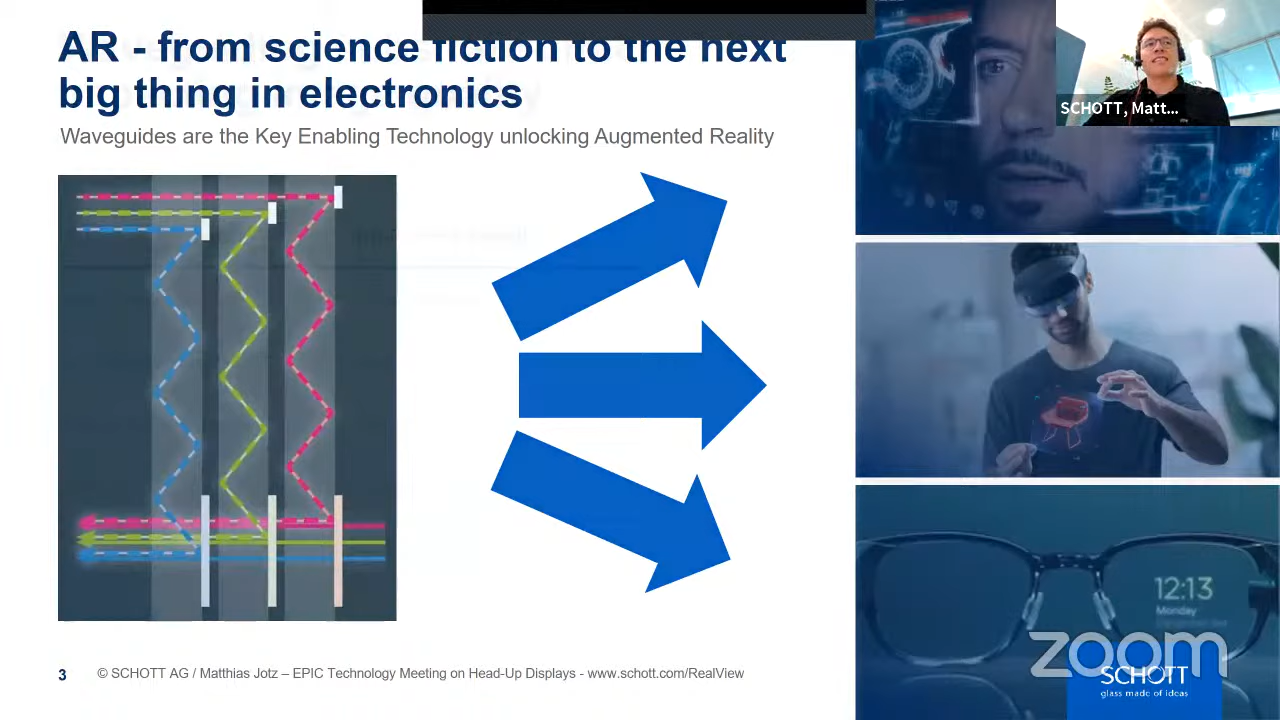 AR - from science fiction to the next
big thing in electronics
Waveguides are the Key Enabling Technology unlocking Augmented Reality
SCHOTT, Matt...
12:13
Monday
zoom
SCHOTT
glass made of ideas
3
© SCHOTT AG / Matthias Jotz – EPIC Technology Meeting on Head-Up Displays - www.schott.com/RealView